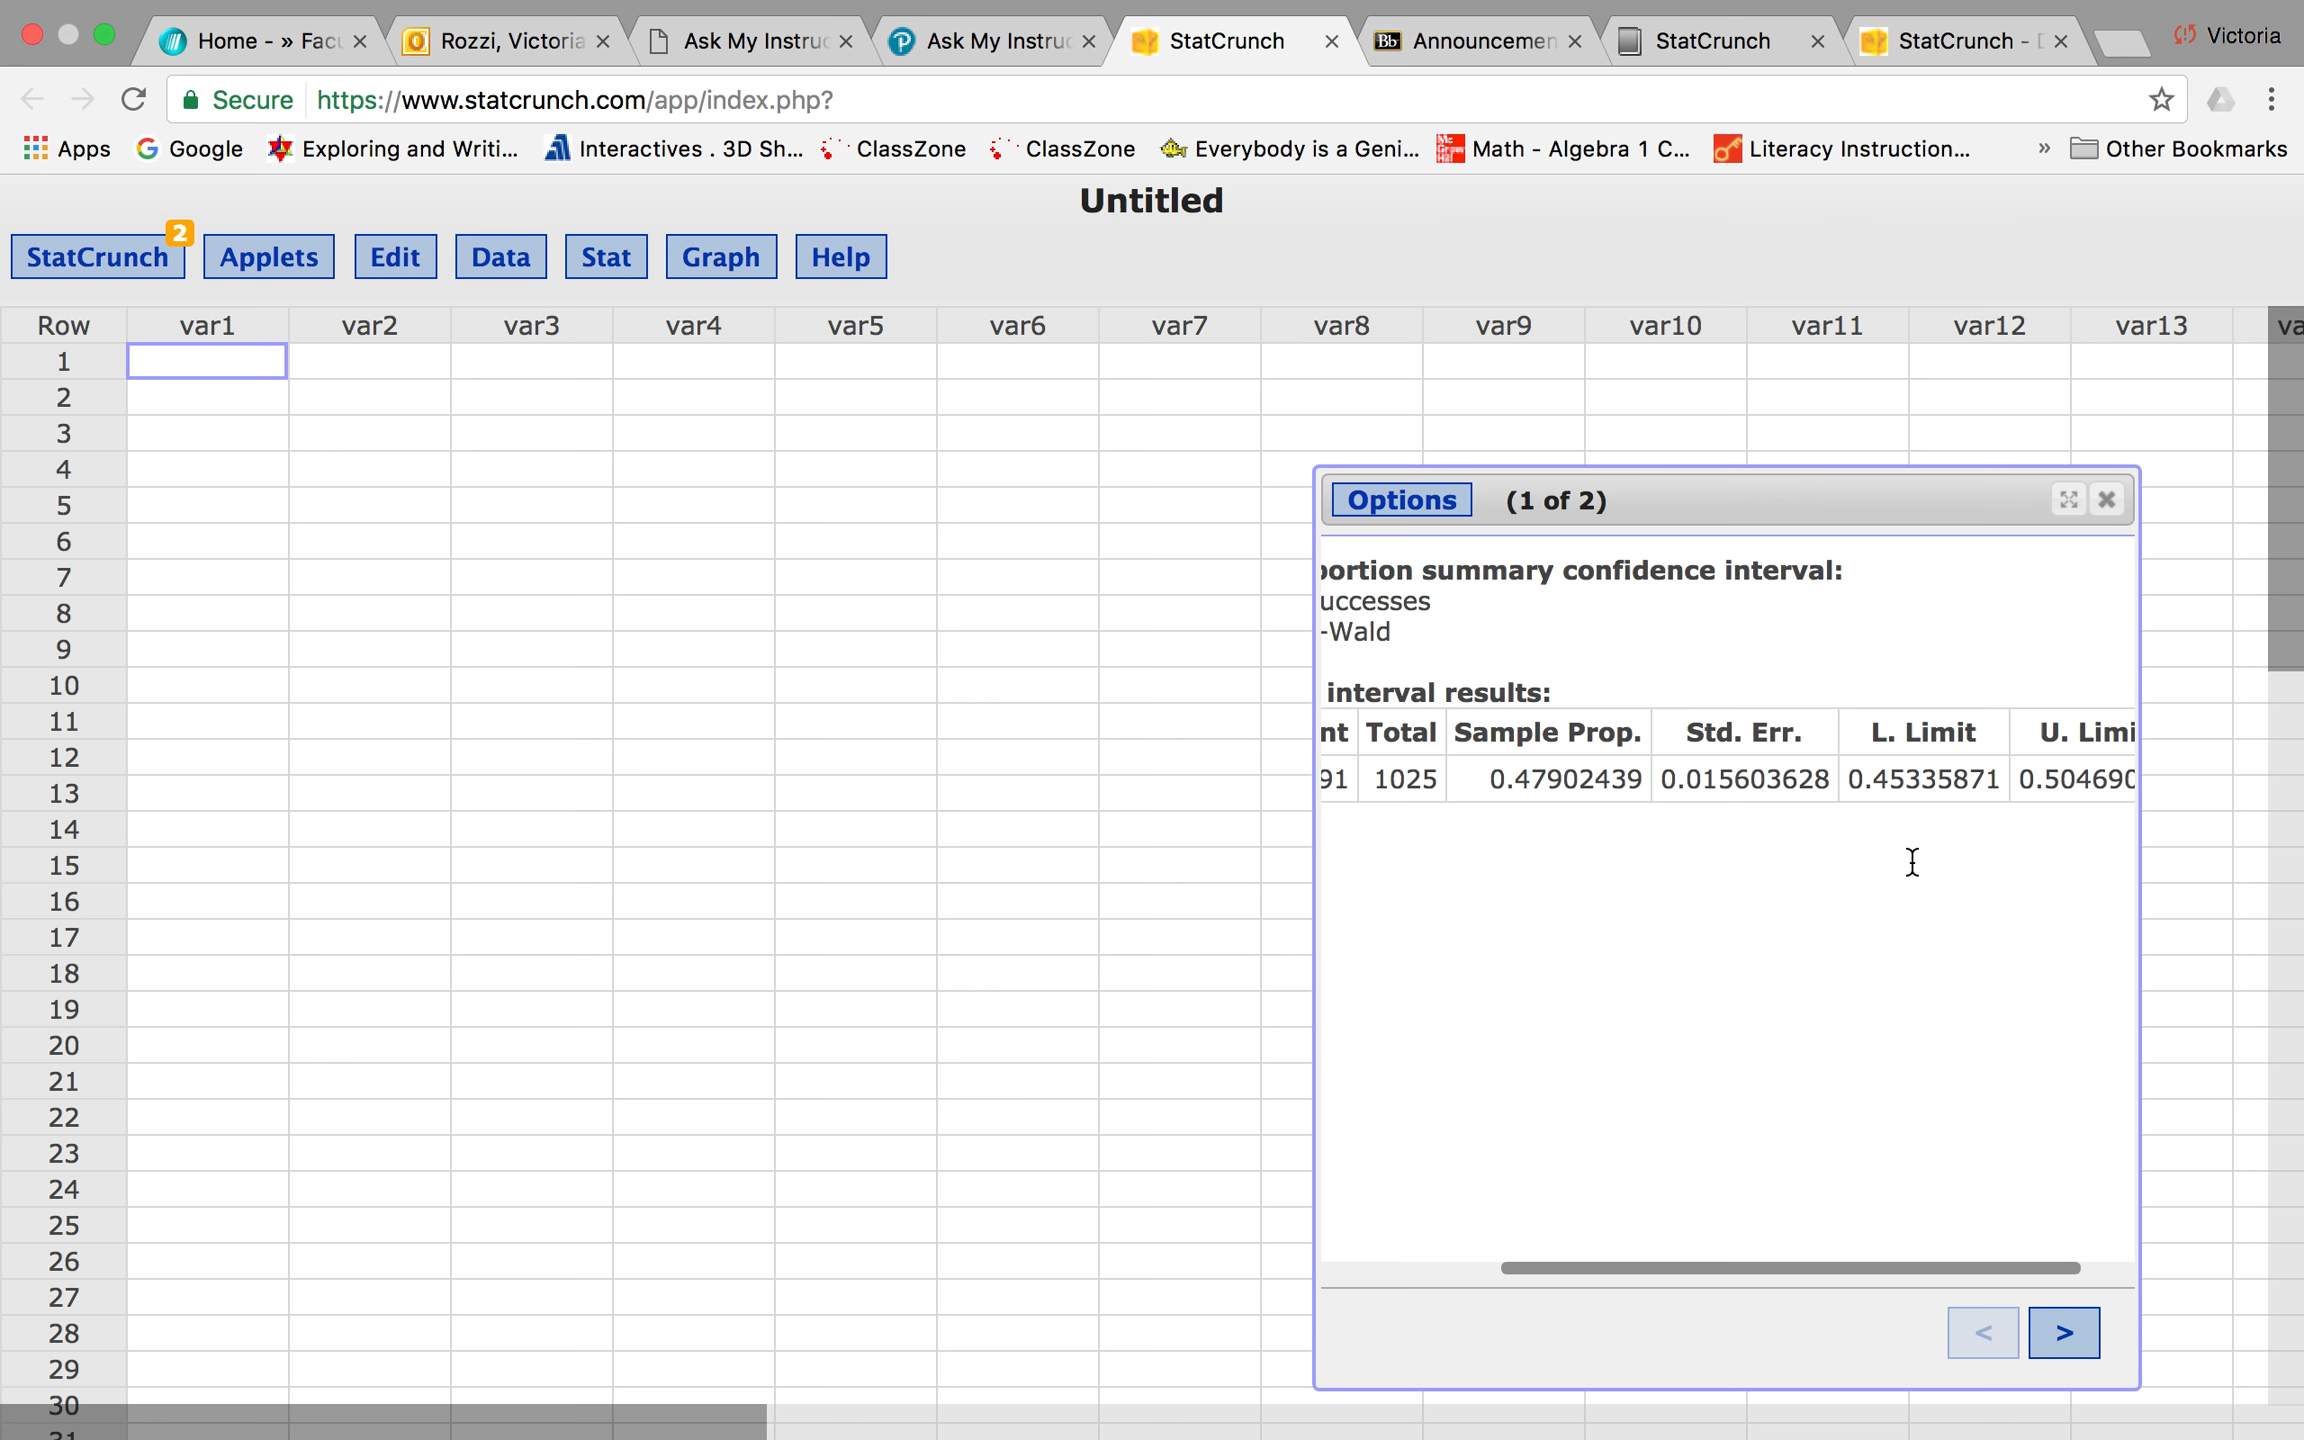 Home - » Facu
Rozzi, Victoria
Ask My Instruc
Ask My Instruc
StatCrunch
Bb Announcemen
StatCrunch
StatCrunch - D
Victoria
Secure https://www.statcrunch.com/app/index.php?
Apps
Google
Exploring and Writi...
Interactives . 3D Sh...
ClassZone
ClassZone
Everybody is a Geni...
Math - Algebra 1 C...
Literacy Instruction...
» Other Bookmarks
Untitled
StatCrunch 2 Applets Edit Data Stat Graph Help
Row var1 var2 var3 var4 var5 var6 var7 var8 var9 var10 var11 var12 var13 va
1
2
3
4
5
6
7
8
9
10
11
12
13
14
15
16
17
18
19
20
21
22
23
24
25
26
27
28
29
30
31
Options (1 of 2)
portion summary confidence interval:
uccesses
-Wald
interval results:
nt Total Sample Prop. Std. Err. L. Limit U. Limi
91 1025 0.47902439 0.015603628 0.45335871 0.504690
< >